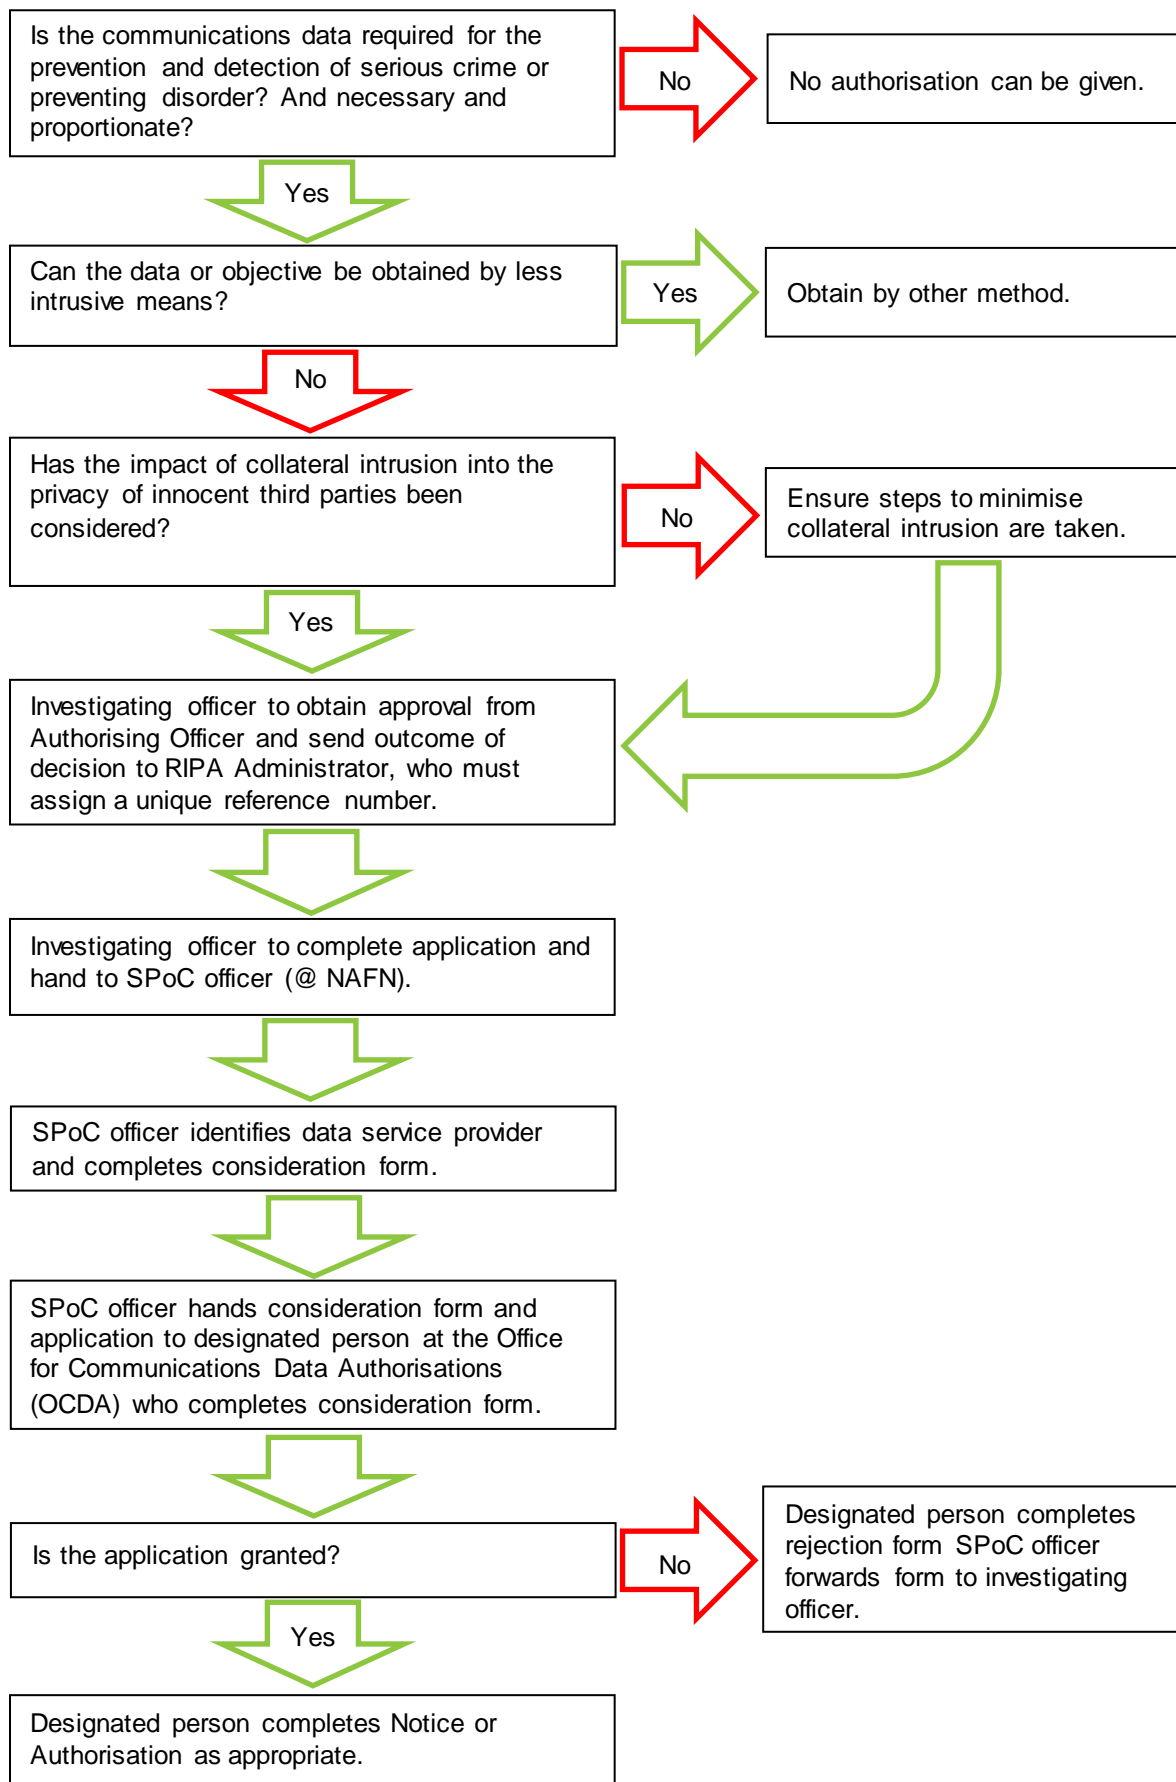 Is the communications data required for the
prevention and detection of serious crime or
preventing disorder? And necessary and
proportionate?
No
No authorisation can be given.
Yes
Can the data or objective be obtained by less
intrusive means?
Yes
Obtain by other method.
No
Has the impact of collateral intrusion into the
privacy of innocent third parties been
considered?
No
Ensure steps to minimise
collateral intrusion are taken.
Yes
Investigating officer to obtain approval from
Authorising Officer and send outcome of
decision to RIPA Administrator, who must
assign a unique reference number.
Investigating officer to complete application and
hand to SPoC officer (@ NAFN).
SPoC officer identifies data service provider
and completes consideration form.
SPoC officer hands consideration form and
application to designated person at the Office
for Communications Data Authorisations
(OCDA) who completes consideration form.
Is the application granted?
No
Designated person completes
rejection form SPoC officer
forwards form to investigating
officer.
Yes
Designated person completes Notice or
Authorisation as appropriate.